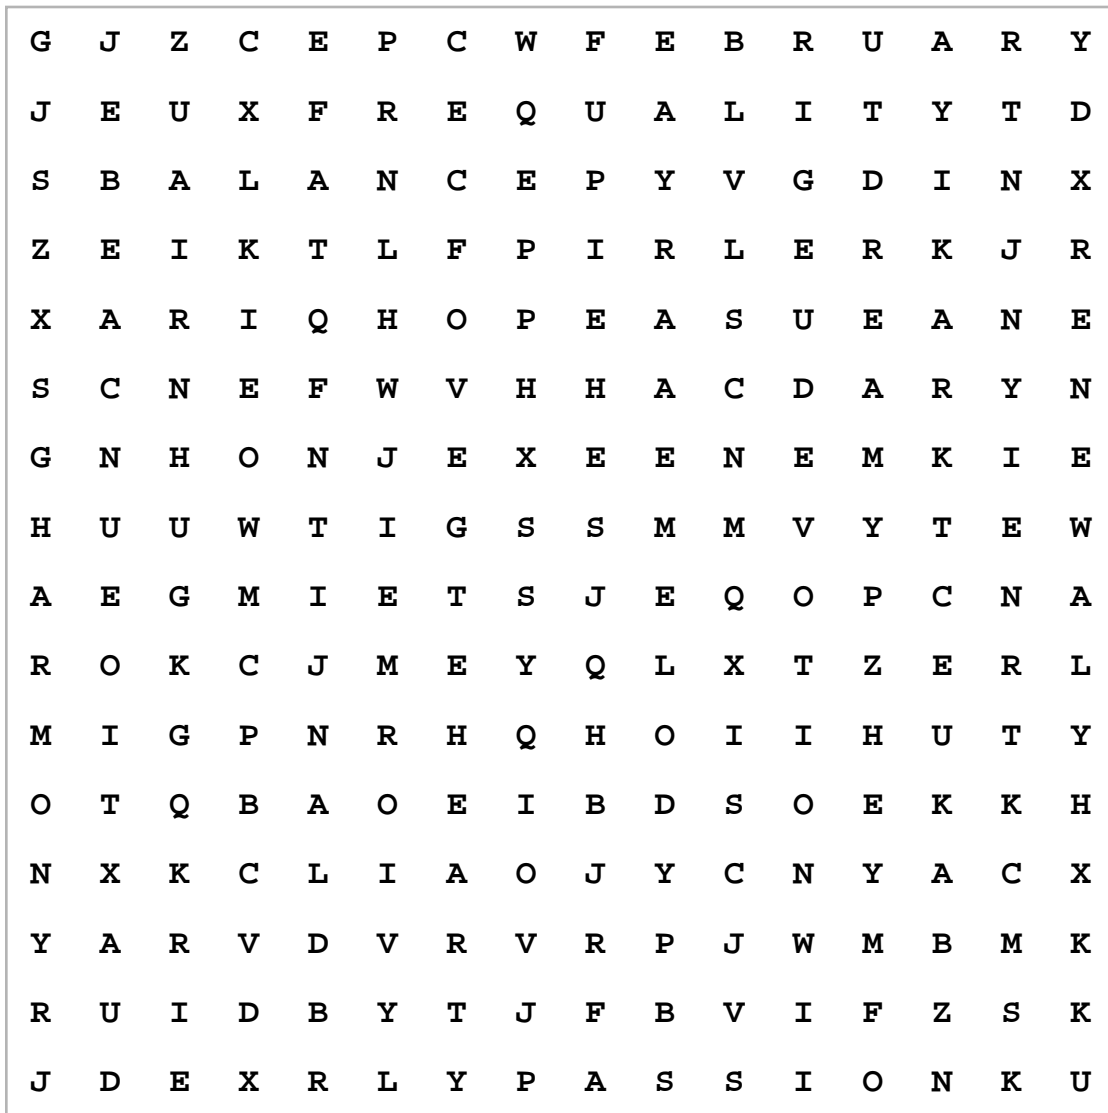 G J Z C E P C W F E B R U A R Y
J E U X F R E Q U A L I T Y T D
S B A L A N C E P Y V G D I N X
Z E I K T L F P I R L E R K J R
X A R I Q H O P E A S U E A N E
S C N E F W V H H A C D A R Y N
G N H O N J E X E E N E M K I E
H U U W T I G S S M M V Y T E W
A E G M I E T S J E Q O P C N A
R O K C J M E Y Q L X T Z E R L
M I G P N R H Q H O I I H U T Y
O T Q B A O E I B D S O E K K H
N X K C L I A O J Y C N Y A C X
Y A R V D V R V R P J W M B M K
R U I D B Y T J F B V I F Z S K
J D E X R L Y P A S S I O N K U